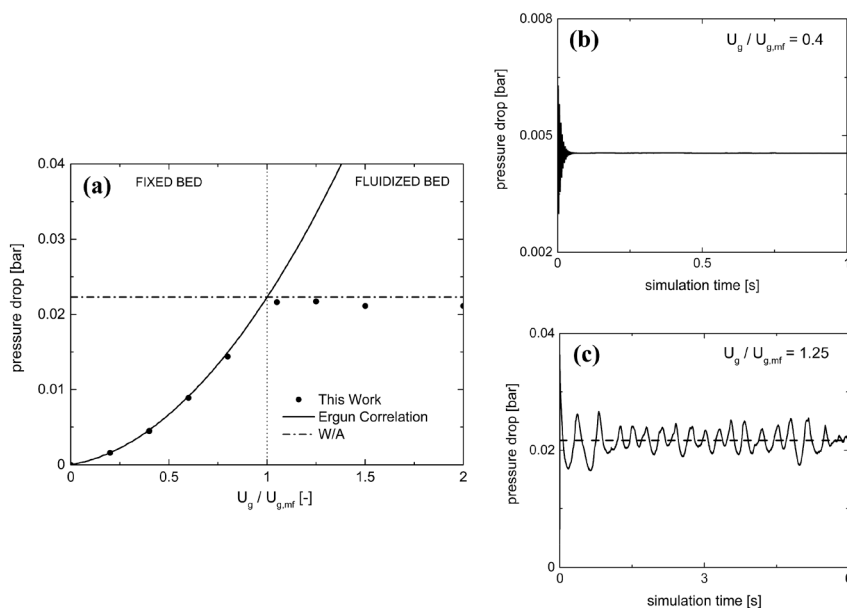 (a)
FIXED BED
FLUIDIZED BED
pressure drop [bar]
0.04
0.03
0.02
0.01
0
0
0.5
1
1.5
2
U_g / U_g,mf [-]
This Work
Ergun Correlation
W/A
(b)
U_g / U_g,mf = 0.4
pressure drop [bar]
0.008
0.005
0.002
0
0.5
1
simulation time [s]
(c)
U_g / U_g,mf = 1.25
pressure drop [bar]
0.04
0.02
0
0
3
6
simulation time [s]